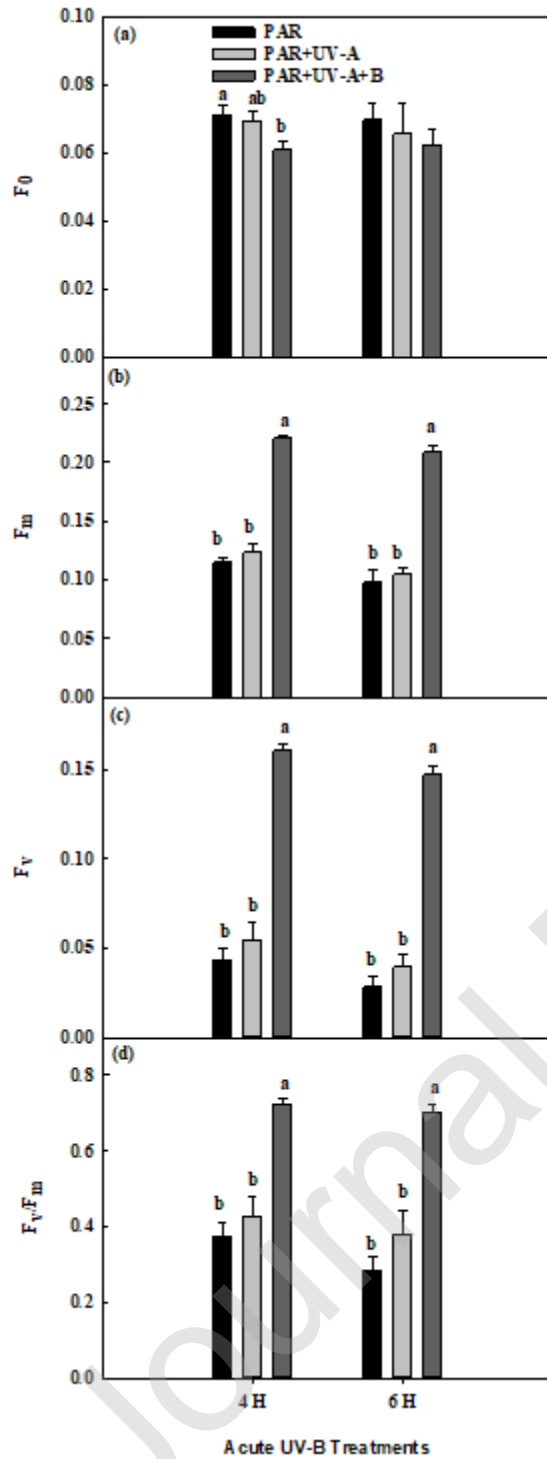 0.10
(a)
PAR
PAR+UV-A
PAR+UV-A+B
a
ab
b
0.08
0.06
0.04
0.02
0.00
F0
(b)
0.25
a
a
0.20
0.15
b b
b b
0.10
0.05
0.00
Fm
(c)
a
a
0.15
0.10
b
b
b
b
0.05
0.00
Fv
(d)
0.8
a
a
0.6
b
b
b
b
0.4
0.2
0.0
Fv/Fm
4 H
6 H
Acute UV-B Treatments
Journal